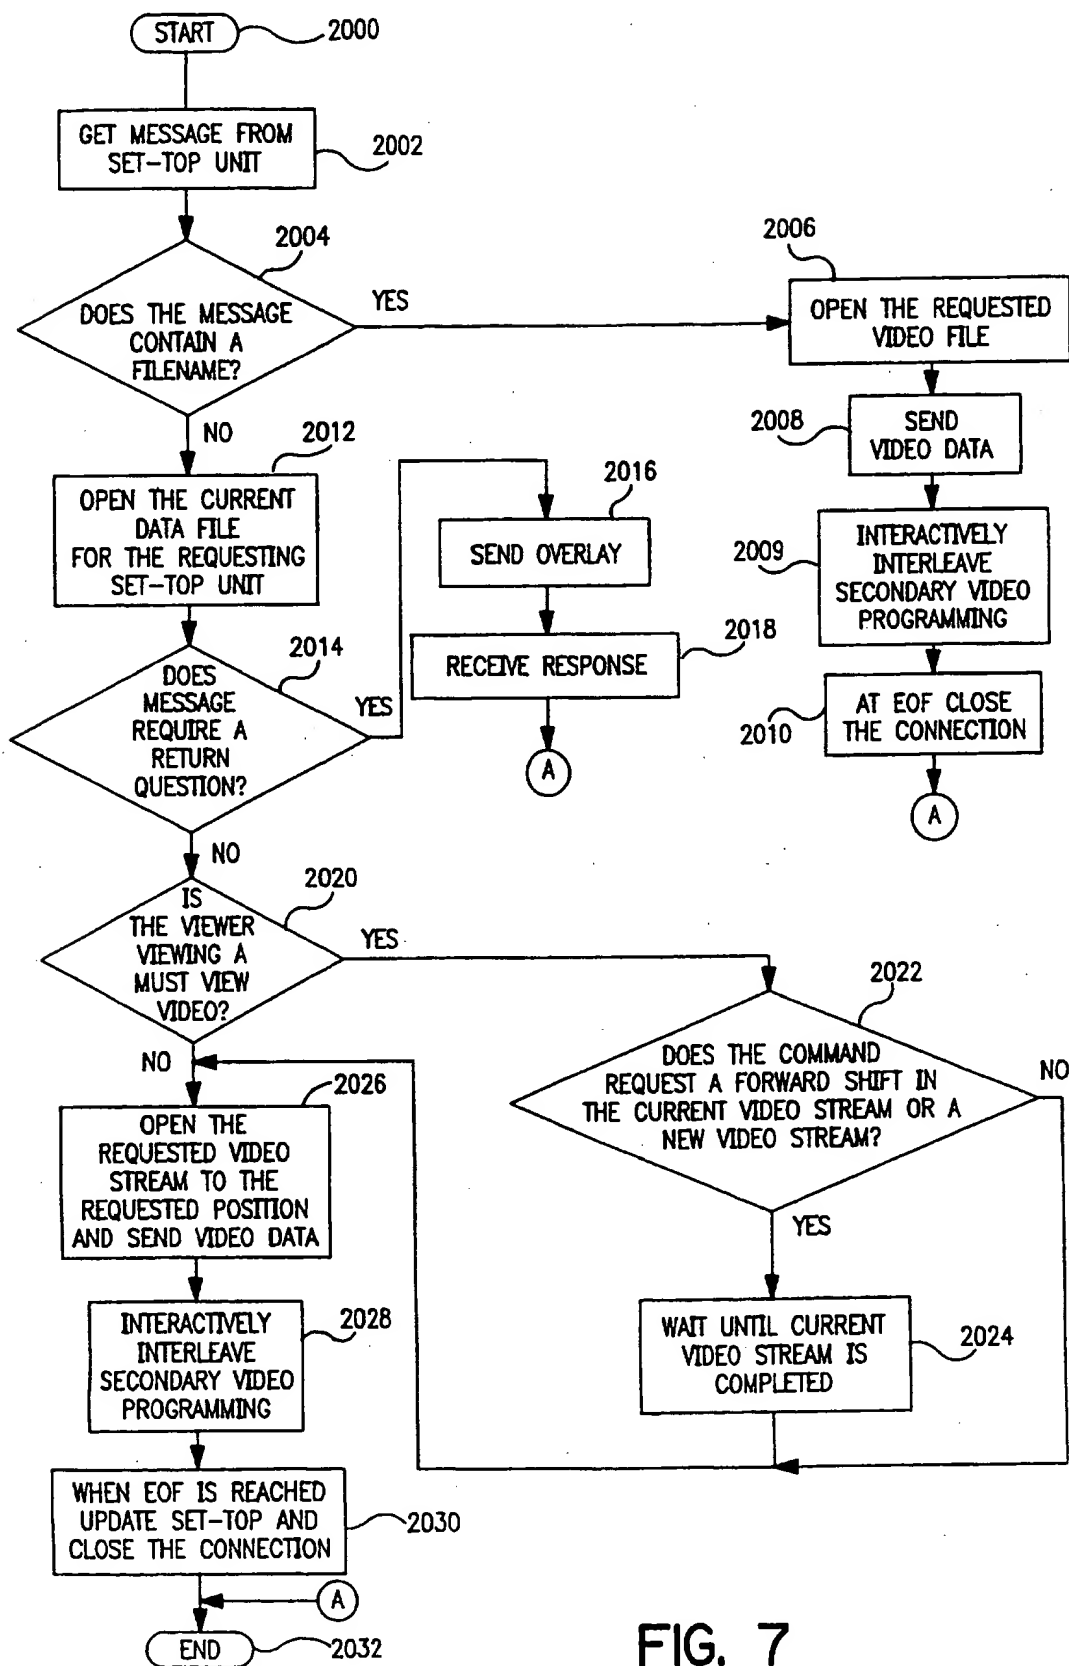 START
2000
GET MESSAGE FROM
SET-TOP UNIT
2002
2004
DOES THE MESSAGE
CONTAIN A
FILENAME?
YES
NO
2006
OPEN THE REQUESTED
VIDEO FILE
2008
SEND
VIDEO DATA
2009
INTERACTIVELY
INTERLEAVE
SECONDARY VIDEO
PROGRAMMING
2010
AT EOF CLOSE
THE CONNECTION
A
2012
OPEN THE CURRENT
DATA FILE
FOR THE REQUESTING
SET-TOP UNIT
2014
DOES
MESSAGE
REQUIRE A
RETURN
QUESTION?
YES
NO
2016
SEND OVERLAY
2018
RECEIVE RESPONSE
A
2020
IS
THE VIEWER
VIEWING A
MUST VIEW
VIDEO?
YES
NO
2022
DOES THE COMMAND
REQUEST A FORWARD SHIFT IN
THE CURRENT VIDEO STREAM OR A
NEW VIDEO STREAM?
NO
YES
2024
WAIT UNTIL CURRENT
VIDEO STREAM IS
COMPLETED
2026
OPEN THE
REQUESTED VIDEO
STREAM TO THE
REQUESTED POSITION
AND SEND VIDEO DATA
2028
INTERACTIVELY
INTERLEAVE
SECONDARY VIDEO
PROGRAMMING
WHEN EOF IS REACHED
UPDATE SET-TOP AND
CLOSE THE CONNECTION
2030
A
END
2032
FIG. 7